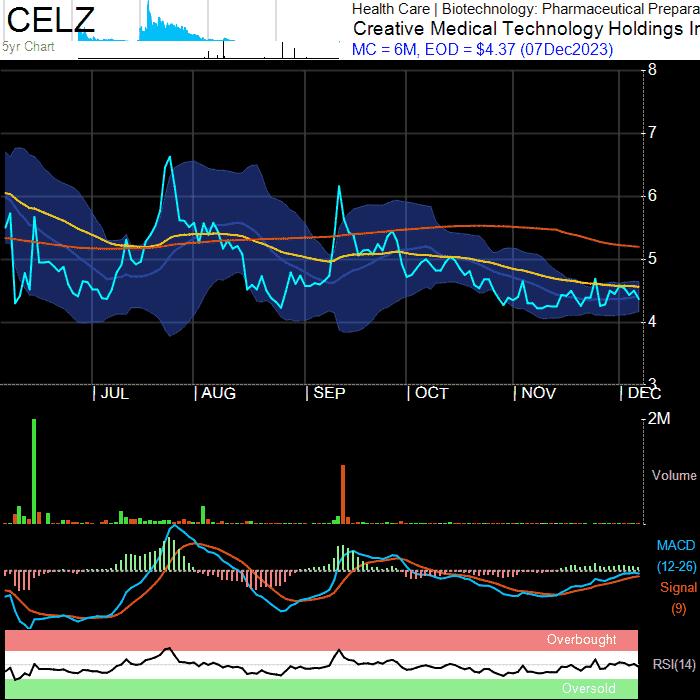 CELZ
5yr Chart
Health Care | Biotechnology: Pharmaceutical Prepara
Creative Medical Technology Holdings In
MC = 6M, EOD = $4.37 (07Dec2023)
8
7
6
5
4
3
JUL AUG SEP OCT NOV DEC
2M
Volume
MACD
(12-26)
Signal
(9)
Overbought
RSI(14)
Oversold